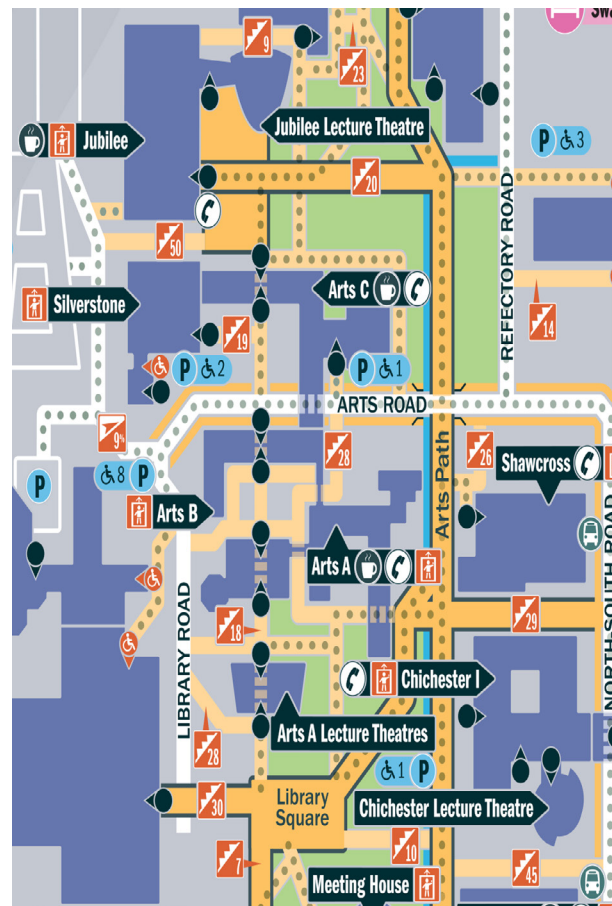 Swa
9
23
Jubilee
Jubilee Lecture Theatre
P 3
20
50
REFECTORY ROAD
Silverstone
Arts C
19
14
P 2
P 1
ARTS ROAD
9%
28
Arts Path
26
Shawcross
8 P
P
Arts B
Arts A
NORTH SOUTH ROAD
29
18
LIBRARY ROAD
Chichester I
28
Arts A Lecture Theatres
1 P
30
Library
Square
Chichester Lecture Theatre
7
10
45
Meeting House